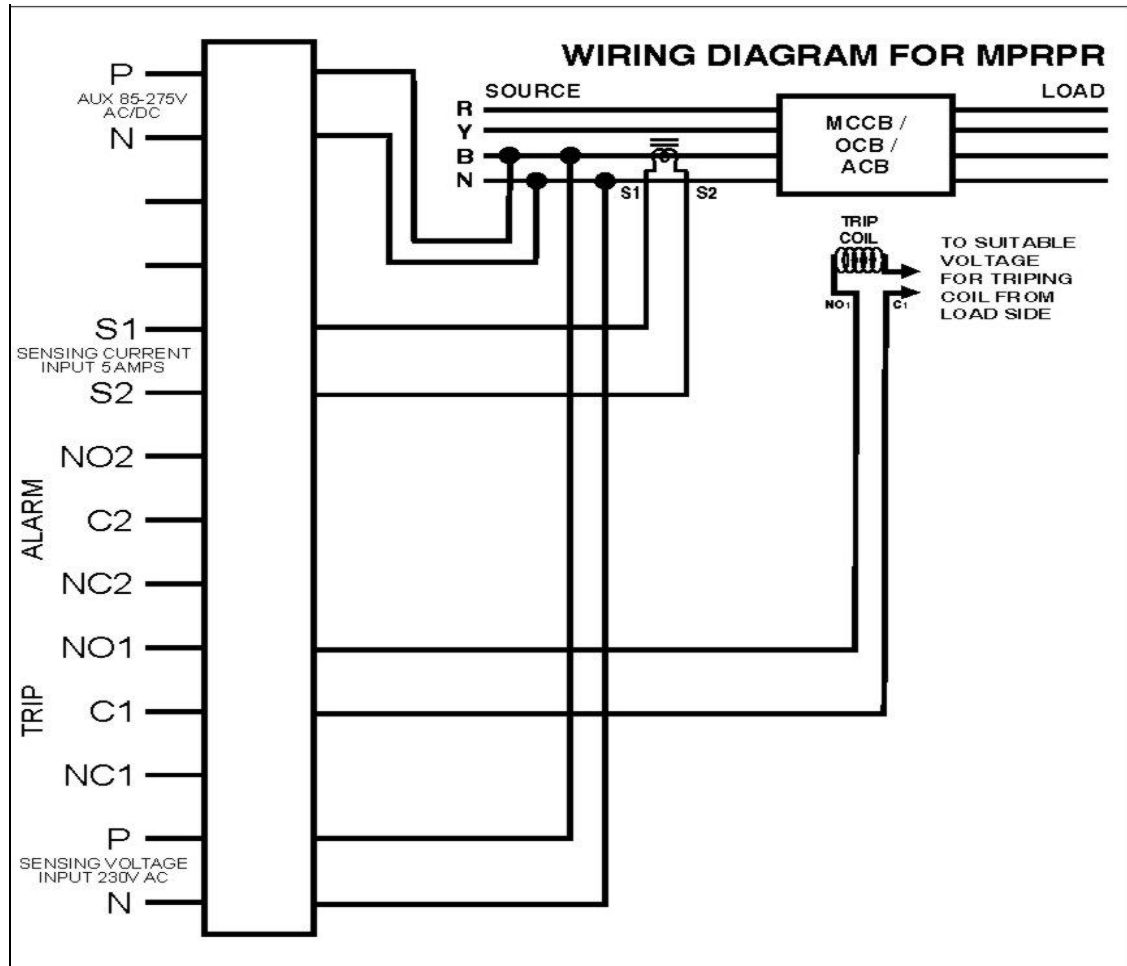 WIRING DIAGRAM FOR MPRPR
SOURCE
LOAD
R
Y
B
N
MCCB /
OCB /
ACB
S1
S2
TRIP
COIL
NO1
C1
TO SUITABLE
VOLTAGE
FOR TRIPING
COIL FROM
LOAD SIDE
P
AUX 85-275V
AC/DC
N
S1
SENSING CURRENT
INPUT 5 AMPS
S2
ALARM
NO2
C2
NC2
TRIP
NO1
C1
NC1
P
SENSING VOLTAGE
INPUT 230V AC
N